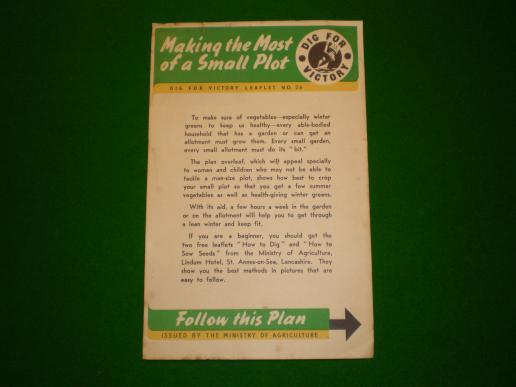 Making the Most
of a Small Plot
DIG FOR
VICTORY
DIG FOR VICTORY LEAFLET NO. 23
To make sure of vegetables—especially winter
greens to keep us healthy—every able-bodied
household that has a garden or can get an
allotment must grow them. Every small garden,
every small allotment must do its "bit."
The plan overleaf, which will appeal specially
to women and children who may not be able to
tackle a man-size plot, shows how best to crop
your small plot so that you get a few summer
vegetables as well as health-giving winter greens.
With its aid, a few hours a week in the garden
or on the allotment will help you to get through
a lean winter and keep fit.
If you are a beginner, you should get the
two free leaflets "How to Dig" and "How to
Sow Seeds" from the Ministry of Agriculture,
Lindum Hotel, St. Annes-on-Sea, Lancashire. They
show you the best methods in pictures that are
easy to follow.
Follow this Plan
ISSUED BY THE MINISTRY OF AGRICULTURE